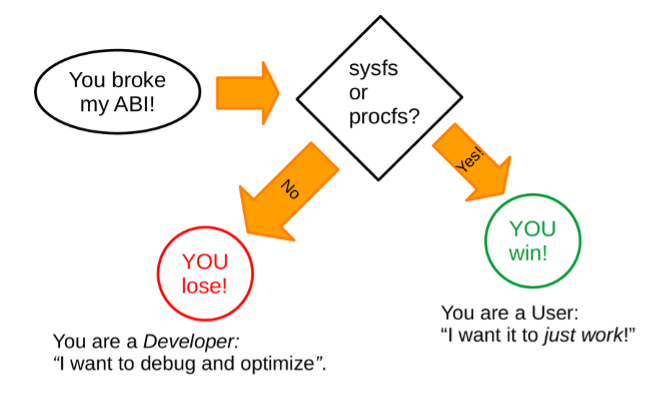 You broke
my ABI!
sysfs
or
procfs?
Yes!
No
YOU
win!
YOU
lose!
You are a User:
“I want it to just work!”
You are a Developer:
“I want to debug and optimize”.